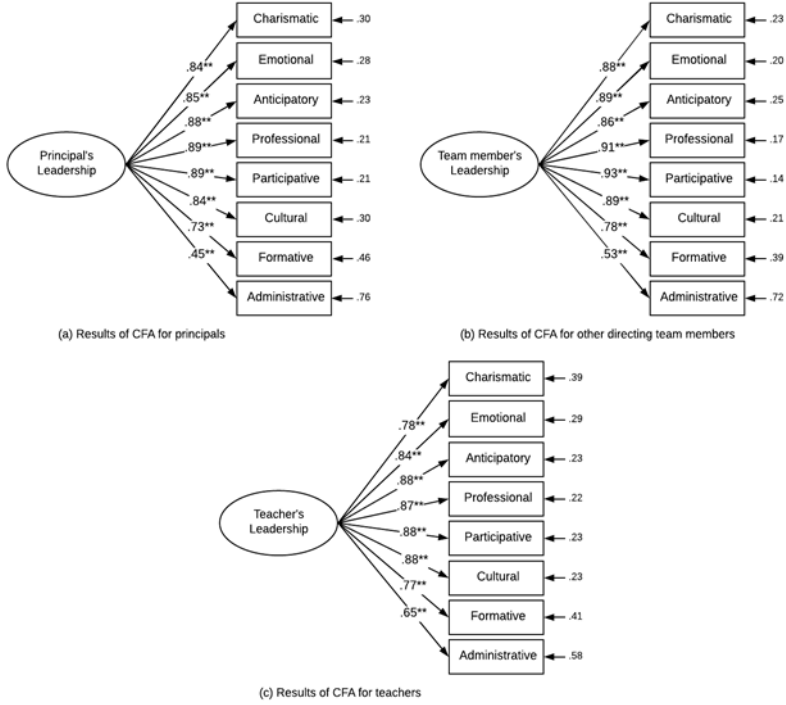 Charismatic
.30
Emotional
.28
Anticipatory
.23
Professional
.21
Participative
.21
Cultural
.30
Formative
.46
Administrative
.76
Principal's
Leadership
.84**
.85**
.88**
.89**
.89**
.84**
.73**
.45**
(a) Results of CFA for principals
Charismatic
.23
Emotional
.20
Anticipatory
.25
Professional
.17
Participative
.14
Cultural
.21
Formative
.39
Administrative
.72
Team member's
Leadership
.88**
.89**
.86**
.91**
.93**
.89**
.78**
.53**
(b) Results of CFA for other directing team members
Charismatic
.39
Emotional
.29
Anticipatory
.23
Professional
.22
Participative
.23
Cultural
.23
Formative
.41
Administrative
.58
Teacher's
Leadership
.78**
.84**
.88**
.87**
.88**
.88**
.77**
.65**
(c) Results of CFA for teachers